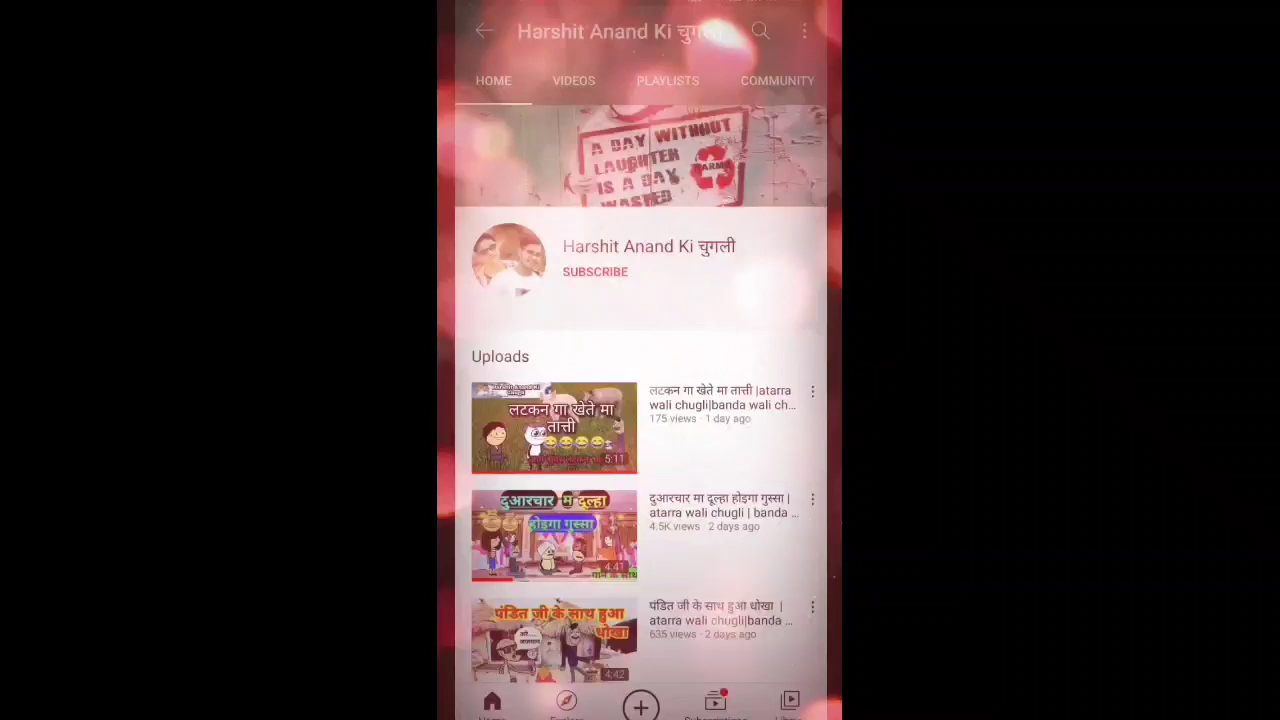 Harshit Anand Ki
HOME VIDEOS PLAYLISTS COMMUNITY
A DAY WITHOUT
LAUGHTER
IS A DAY
WASTED
Harshit Anand Ki चुगली
SUBSCRIBE
Uploads
लटकन गा खेते मा
तात्ती
5:11
लटकन गा खेते मा तात्ती |atarra
wali chugli|banda wali ch...
175 views · 1 day ago
दुआरचार म दूल्हा
होइगा गुस्सा
4:41
दुआरचार मा दूल्हा होइगा गुस्सा |
atarra wali chugli | banda ...
4.5K views · 2 days ago
पंडित जी के साथ हुआ
धोखा
4:42
पंडित जी के साथ हुआ धोखा |
atarra wali chugli|banda ...
635 views · 2 days ago